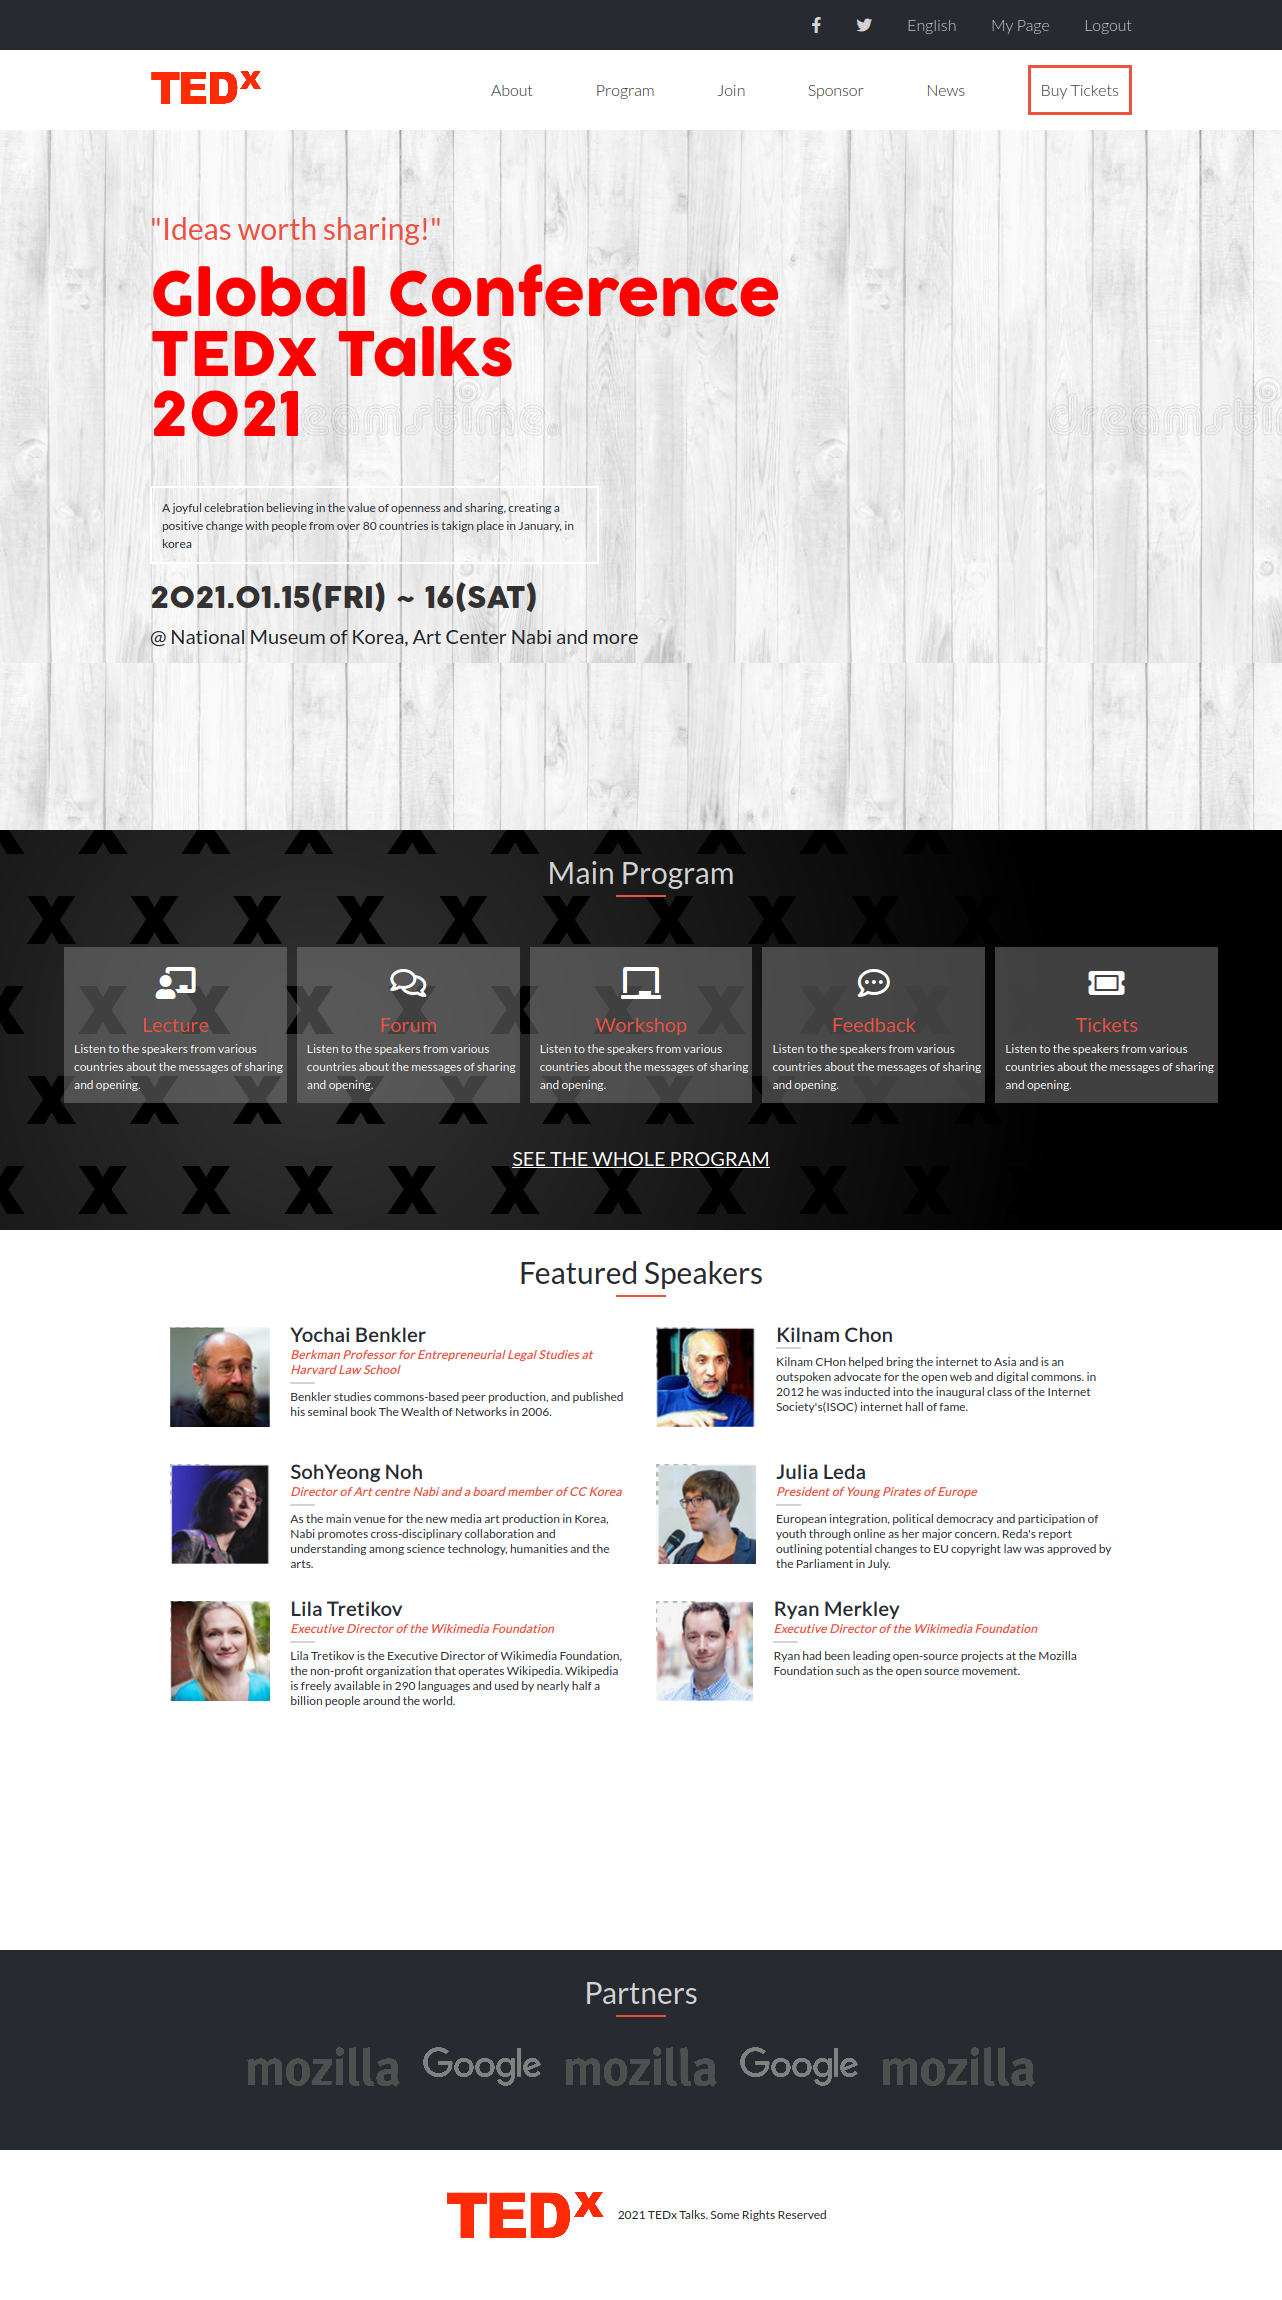 English My Page Logout
TEDx
About Program Join Sponsor News Buy Tickets
"Ideas worth sharing!"
Global Conference
TEDx Talks
2021
dreamstime.
dreamstime
A joyful celebration believing in the value of openness and sharing, creating a
positive change with people from over 80 countries is takign place in January, in
korea
2021.01.15(FRI) ~ 16(SAT)
@ National Museum of Korea, Art Center Nabi and more
Main Program
Lecture
Listen to the speakers from various
countries about the messages of sharing
and opening.
Forum
Listen to the speakers from various
countries about the messages of sharing
and opening.
Workshop
Listen to the speakers from various
countries about the messages of sharing
and opening.
Feedback
Listen to the speakers from various
countries about the messages of sharing
and opening.
Tickets
Listen to the speakers from various
countries about the messages of sharing
and opening.
SEE THE WHOLE PROGRAM
Featured Speakers
Yochai Benkler
Berkman Professor for Entrepreneurial Legal Studies at
Harvard Law School
Benkler studies commons-based peer production, and published
his seminal book The Wealth of Networks in 2006.
Kilnam Chon
Kilnam CHon helped bring the internet to Asia and is an
outspoken advocate for the open web and digital commons. in
2012 he was inducted into the inaugural class of the Internet
Society's(ISOC) internet hall of fame.
SohYeong Noh
Director of Art centre Nabi and a board member of CC Korea
As the main venue for the new media art production in Korea,
Nabi promotes cross-disciplinary collaboration and
understanding among science technology, humanities and the
arts.
Julia Leda
President of Young Pirates of Europe
European integration, political democracy and participation of
youth through online as her major concern. Reda's report
outlining potential changes to EU copyright law was approved by
the Parliament in July.
Lila Tretikov
Executive Director of the Wikimedia Foundation
Lila Tretikov is the Executive Director of Wikimedia Foundation,
the non-profit organization that operates Wikipedia. Wikipedia
is freely available in 290 languages and used by nearly half a
billion people around the world.
Ryan Merkley
Executive Director of the Wikimedia Foundation
Ryan had been leading open-source projects at the Mozilla
Foundation such as the open source movement.
Partners
mozilla Google mozilla Google mozilla
TEDx 2021 TEDx Talks. Some Rights Reserved